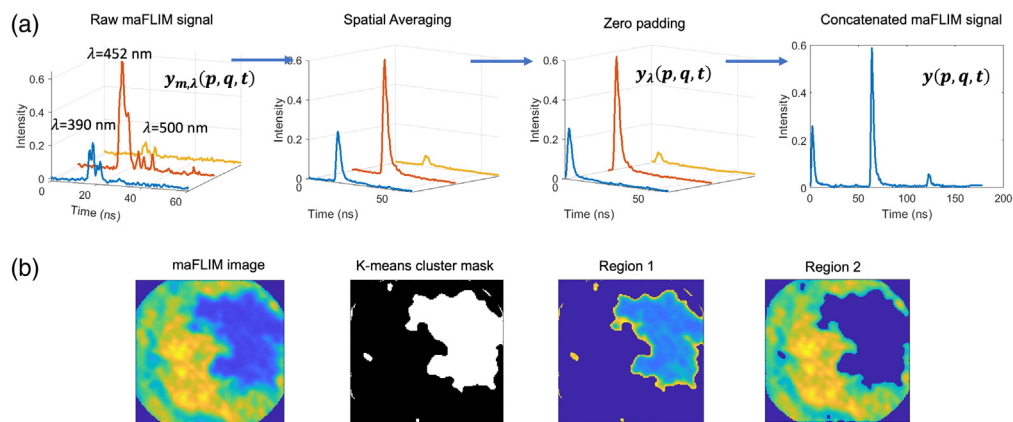 (a)
Raw maFLIM signal
Spatial Averaging
Zero padding
Concatenated maFLIM signal
λ=452 nm
y_{m,λ}(p, q, t)
λ=390 nm
λ=500 nm
Intensity
0.6
0.4
0.2
0
0
20
40
60
Time (ns)
Intensity
0.6
0.4
0.2
0
50
Time (ns)
y_λ(p, q, t)
Intensity
0.6
0.4
0.2
0
50
Time (ns)
y(p, q, t)
Intensity
0.6
0.4
0.2
0
0
50
100
150
200
Time (ns)
(b)
maFLIM image
K-means cluster mask
Region 1
Region 2